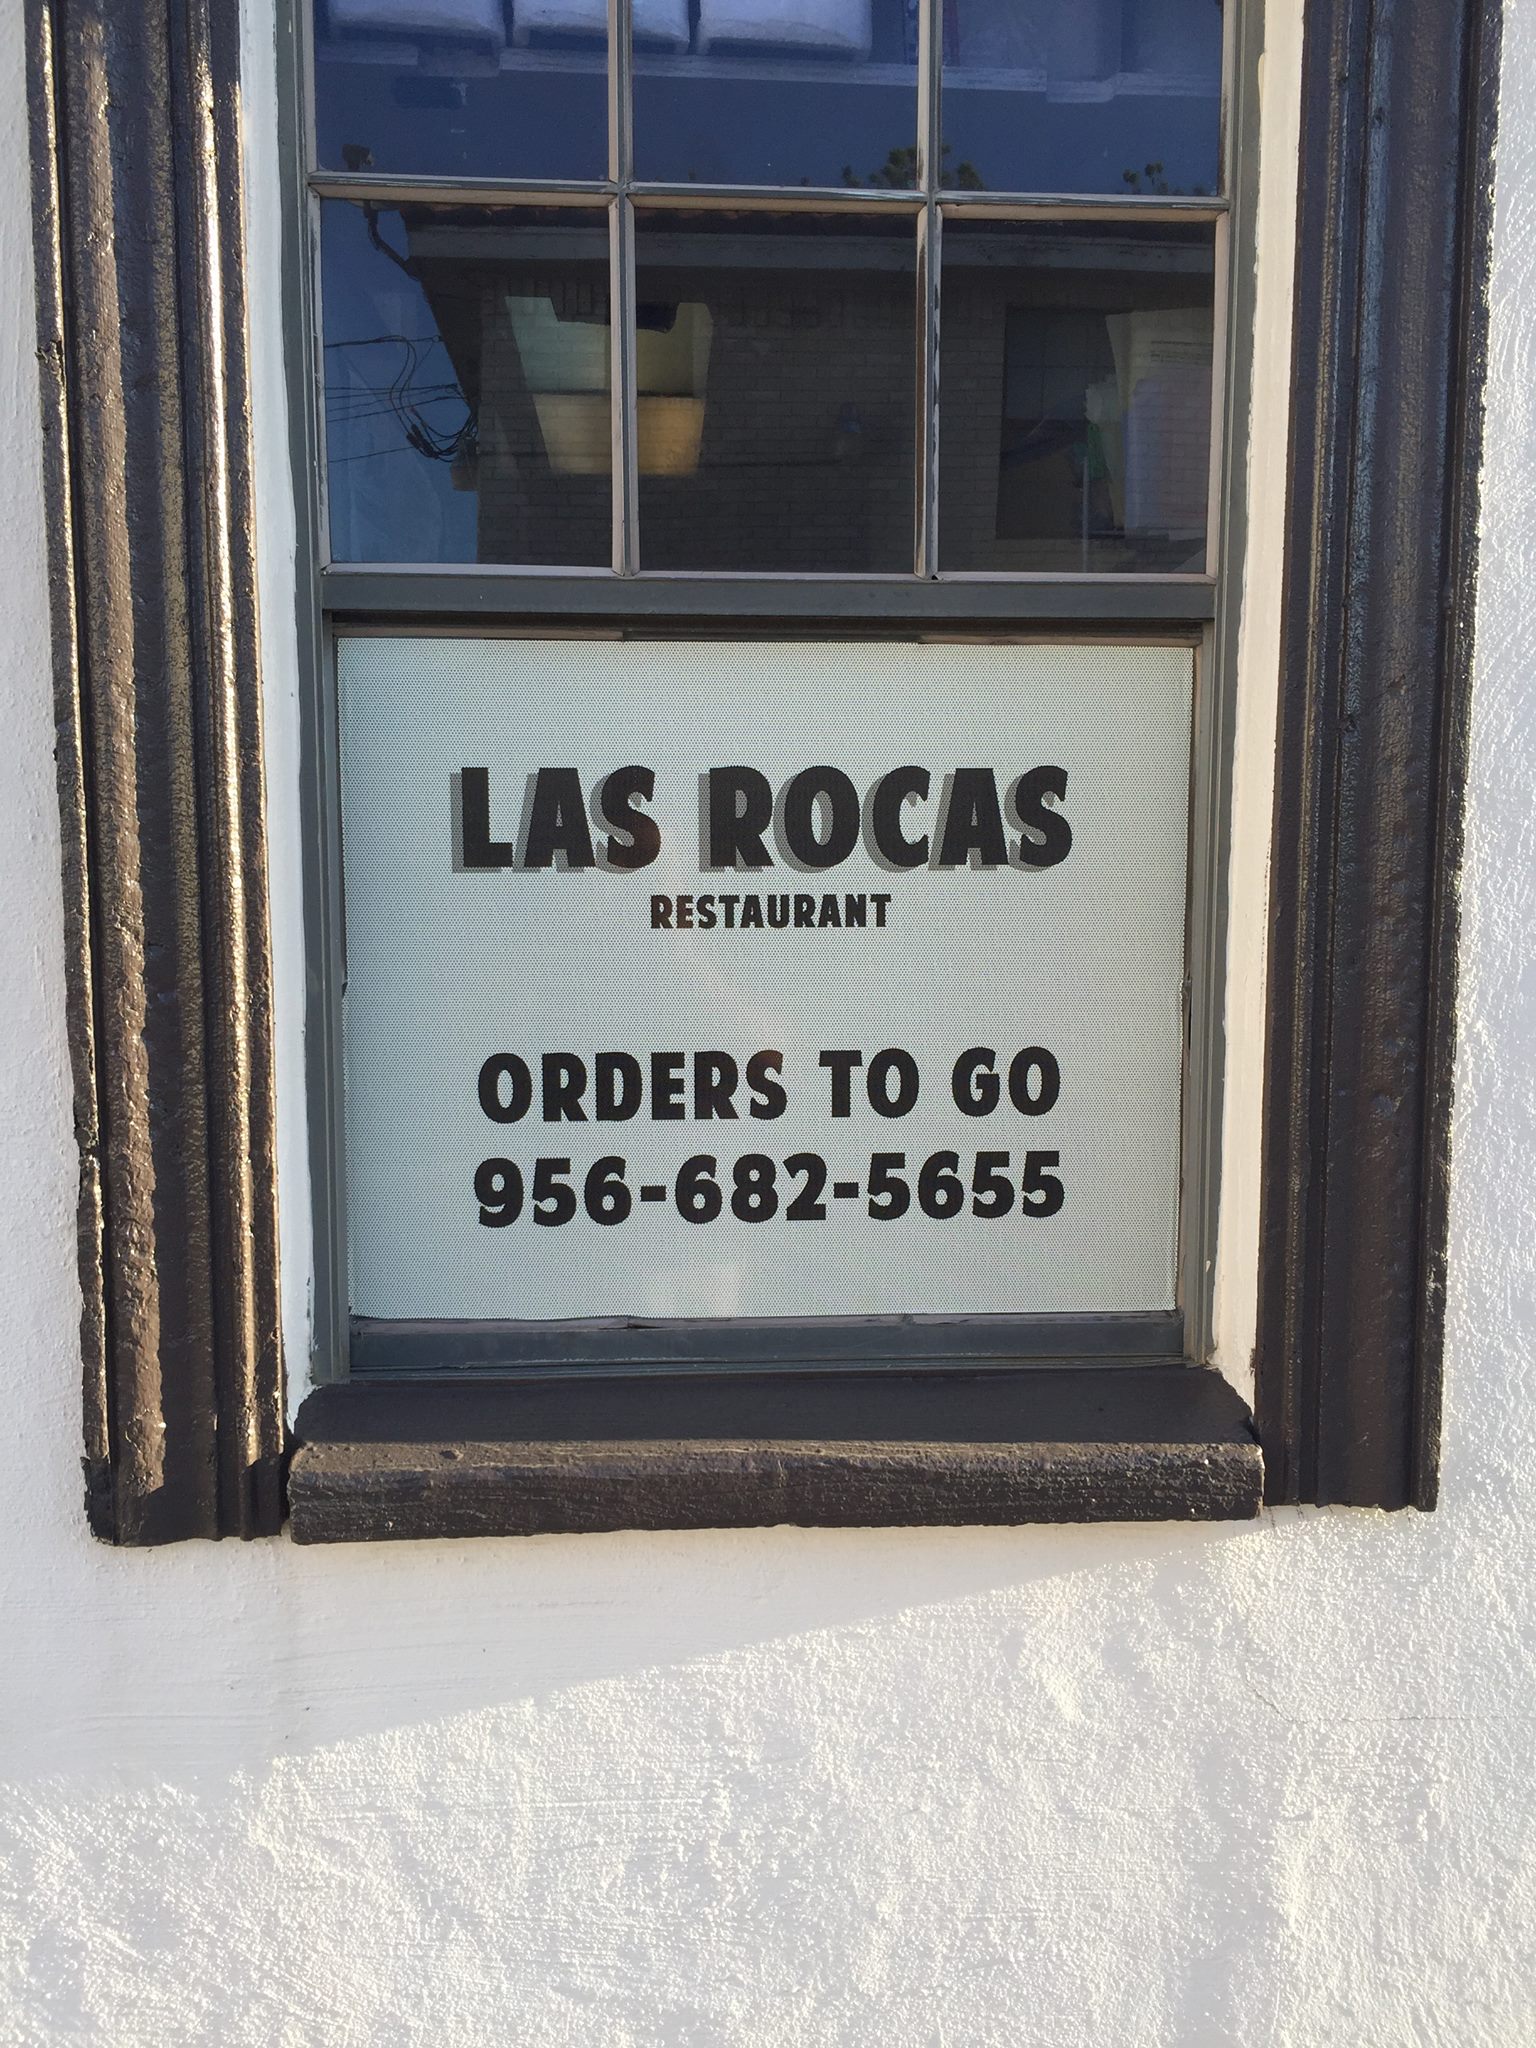 LAS ROCAS
RESTAURANT
ORDERS TO GO
956-682-5655